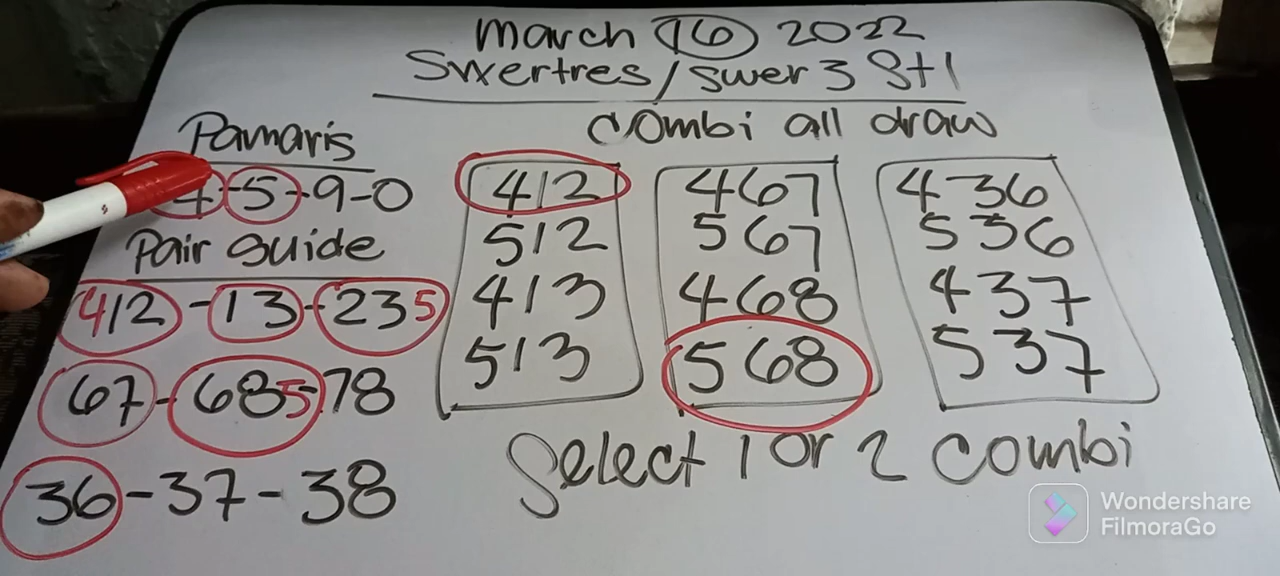 March 16 2022
Swertres/swer3 Stl
Pamaris
4-5-9-0
Pair Guide
412-13-235
67-685-78
36-37-38
Combi all draw
412
512
413
513
467
567
468
568
436
536
437
537
Select 1 or 2 Combi
Wondershare
FilmoraGo